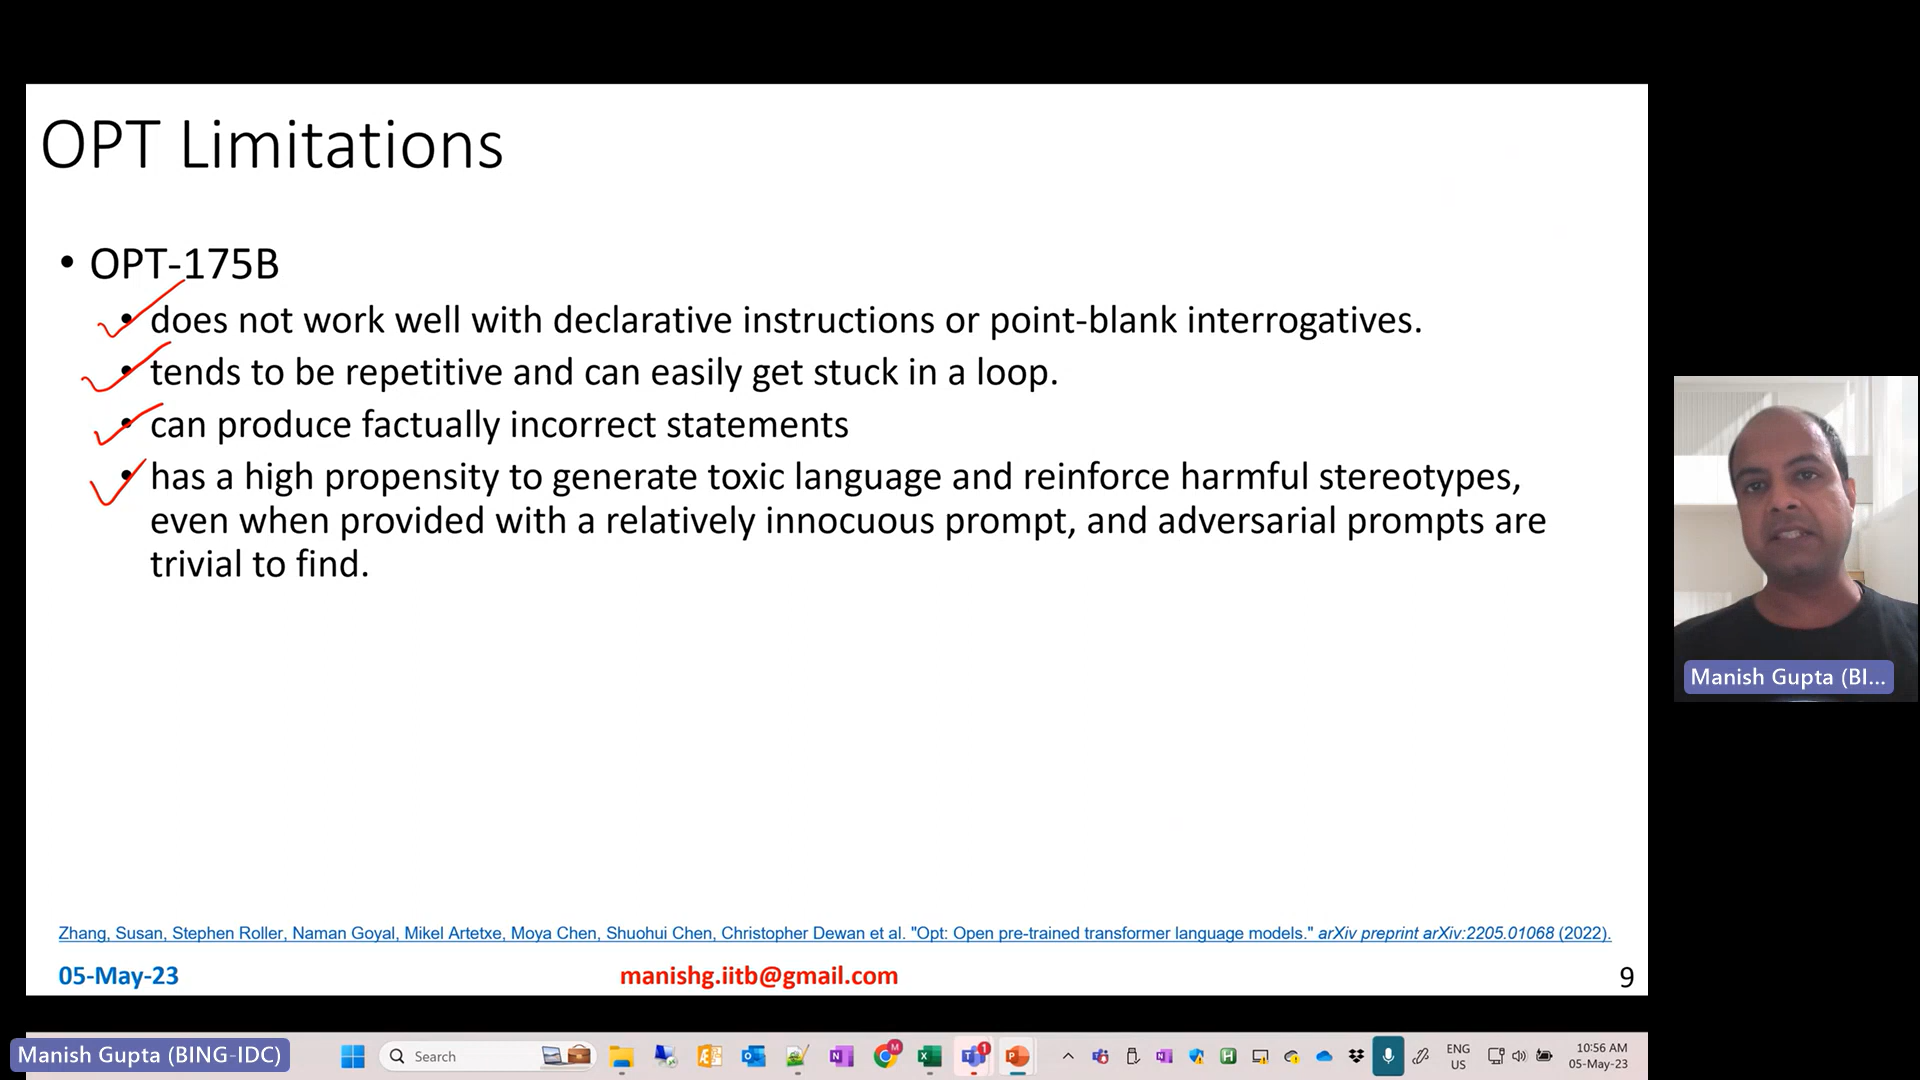 OPT Limitations
• OPT-175B
• does not work well with declarative instructions or point-blank interrogatives.
• tends to be repetitive and can easily get stuck in a loop.
• can produce factually incorrect statements
• has a high propensity to generate toxic language and reinforce harmful stereotypes,
even when provided with a relatively innocuous prompt, and adversarial prompts are
trivial to find.
Manish Gupta (BI...
Zhang, Susan, Stephen Roller, Naman Goyal, Mikel Artetxe, Moya Chen, Shuohui Chen, Christopher Dewan et al. "Opt: Open pre-trained transformer language models." arXiv preprint arXiv:2205.01068 (2022).
05-May-23
manishg.iitb@gmail.com
9
Manish Gupta (BING-IDC)
Search
M
1
ENG
US
10:56 AM
05-May-23